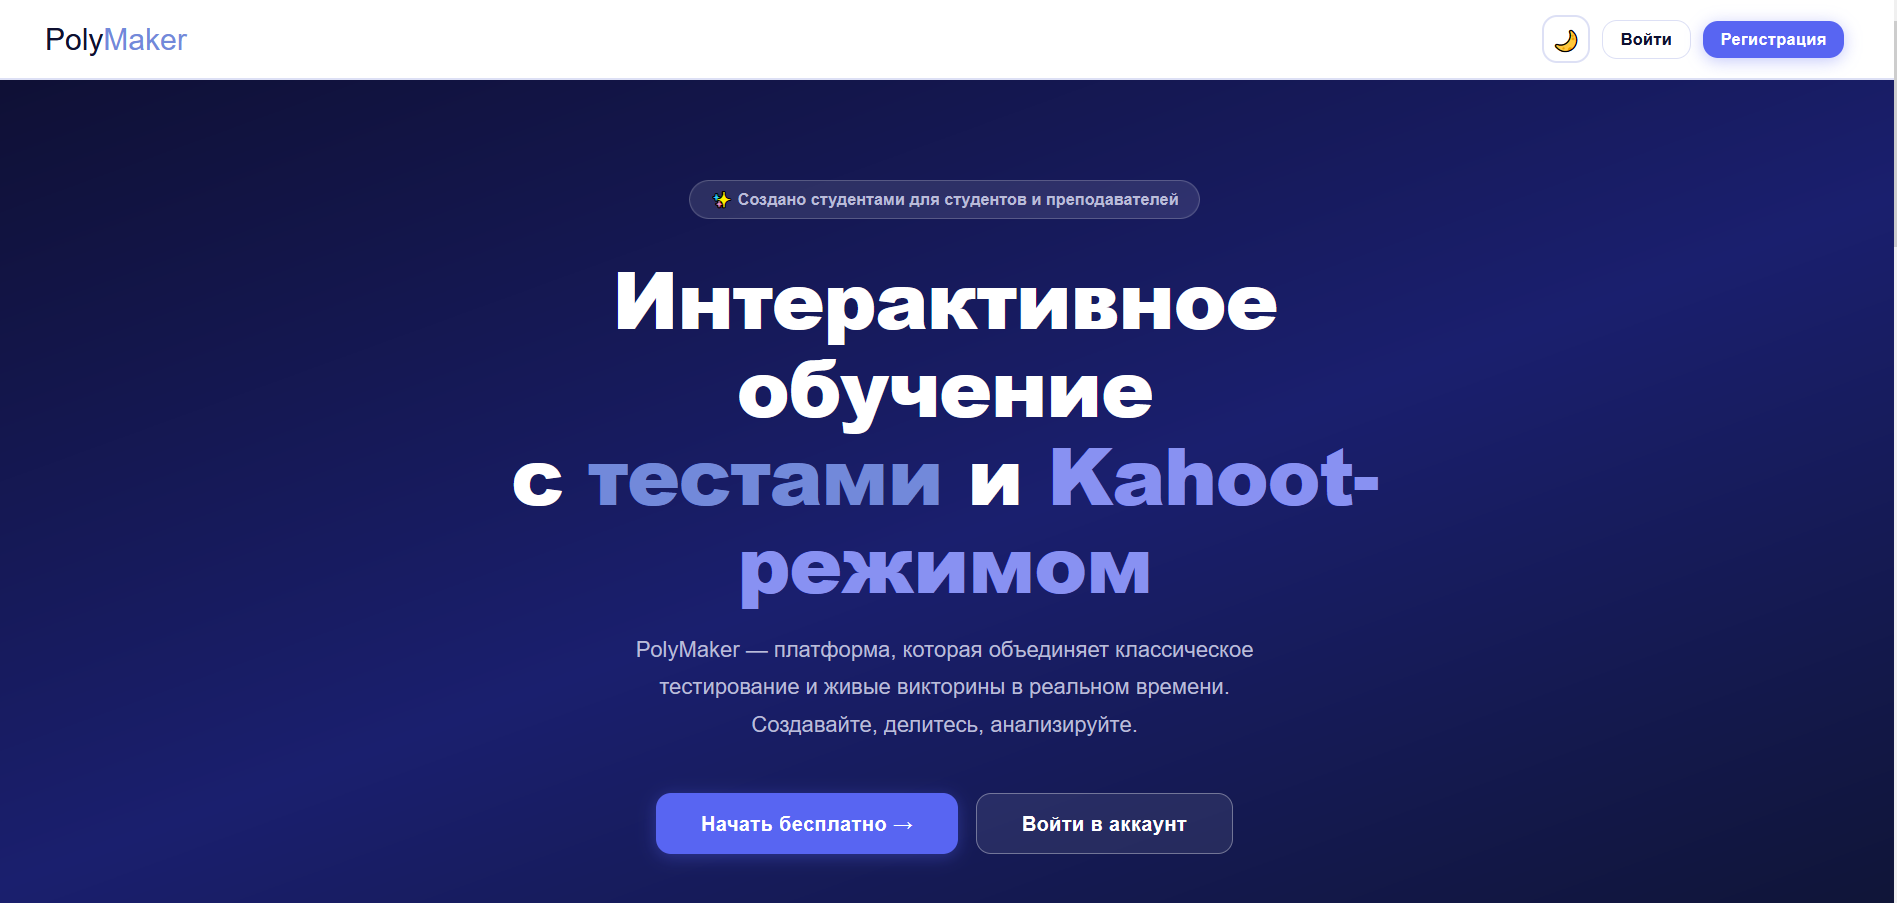 PolyMaker
Войти
Регистрация
Создано студентами для студентов и преподавателей
Интерактивное
обучение
с тестами и Kahoot-
режимом
PolyMaker — платформа, которая объединяет классическое
тестирование и живые викторины в реальном времени.
Создавайте, делитесь, анализируйте.
Начать бесплатно →
Войти в аккаунт